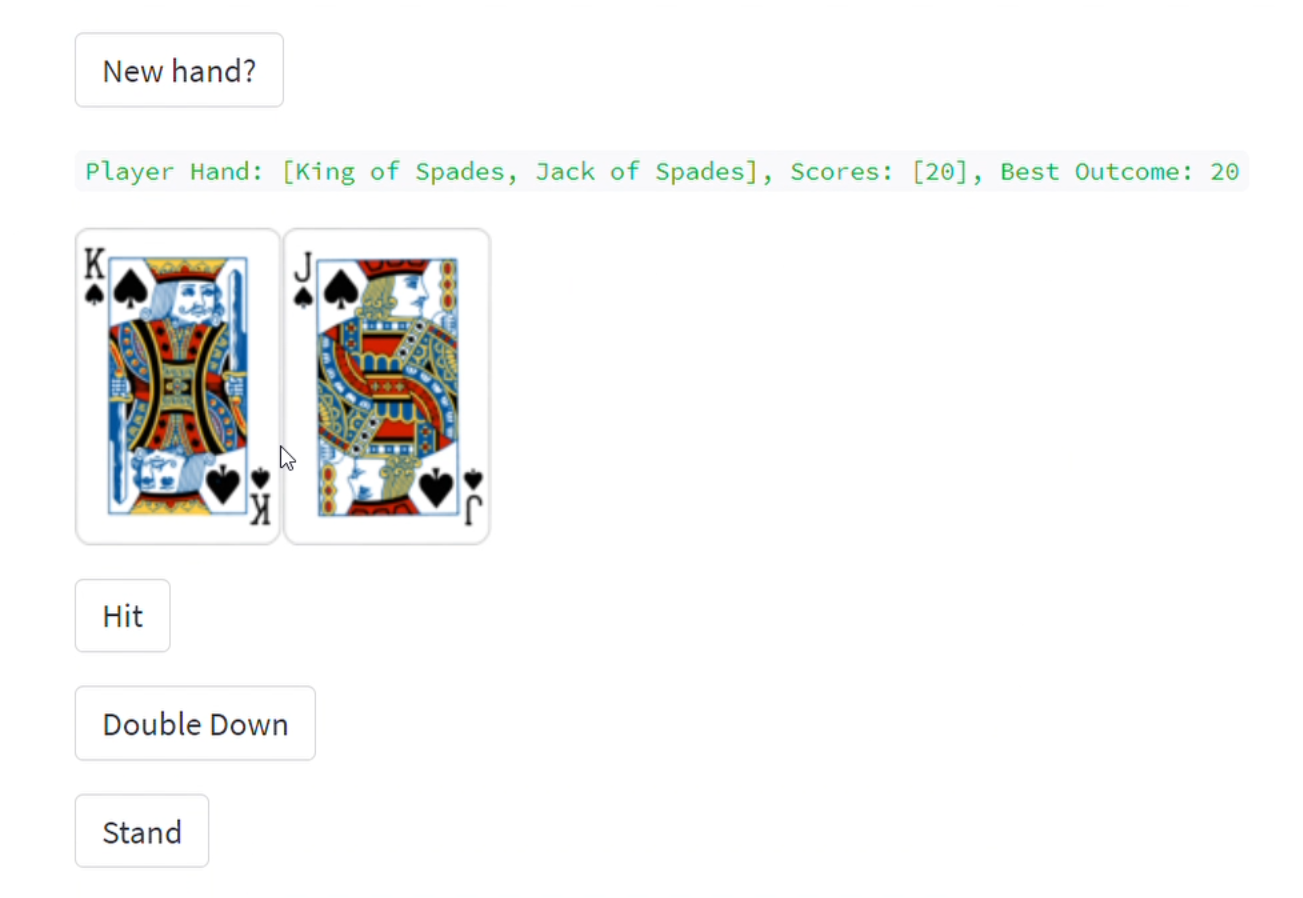 New hand?
Player Hand: [King of Spades, Jack of Spades], Scores: [20], Best Outcome: 20
K J
K J
Hit
Double Down
Stand